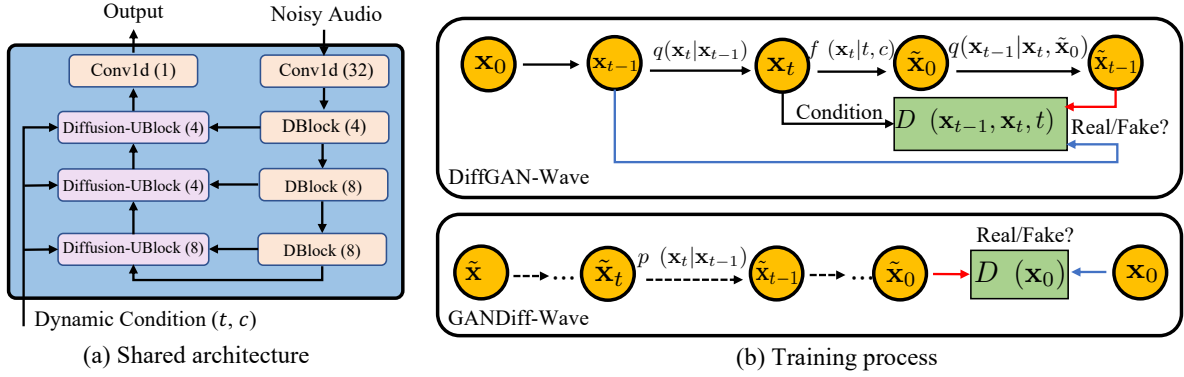 Output
Noisy Audio
Conv1d (1)
Conv1d (32)
Diffusion-UBlock (4)
DBlock (4)
Diffusion-UBlock (4)
DBlock (8)
Diffusion-UBlock (8)
DBlock (8)
Dynamic Condition (t, c)
(a) Shared architecture
x₀
xₜ₋₁
q(xₜ|xₜ₋₁)
xₜ
f (xₜ|t, c)
x̃₀
q(xₜ₋₁|xₜ, x̃₀)
x̃ₜ₋₁
Condition
D (xₜ₋₁, xₜ, t)
Real/Fake?
DiffGAN-Wave
x̃
...
x̃ₜ
p (xₜ|xₜ₋₁)
x̃ₜ₋₁
...
x̃₀
Real/Fake?
D (x₀)
x₀
GANDiff-Wave
(b) Training process